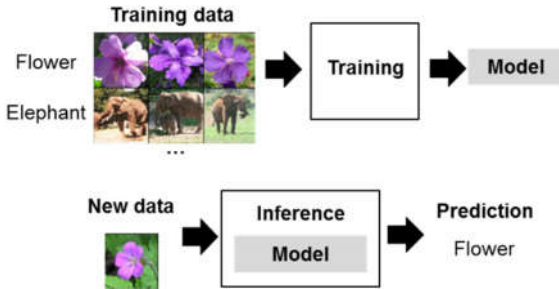 Training data
Flower
Elephant
...
Training
Model
New data
Inference
Model
Prediction
Flower